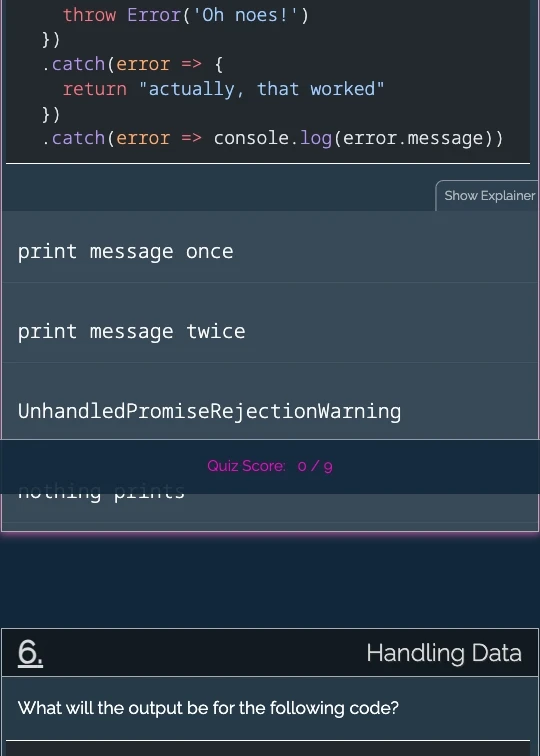 throw Error('Oh noes!')
})
.catch(error => {
return "actually, that worked"
})
.catch(error => console.log(error.message))
Show Explainer
print message once
print message twice
UnhandledPromiseRejectionWarning
Quiz Score: 0 / 9
nothing prints
6.
Handling Data
What will the output be for the following code?